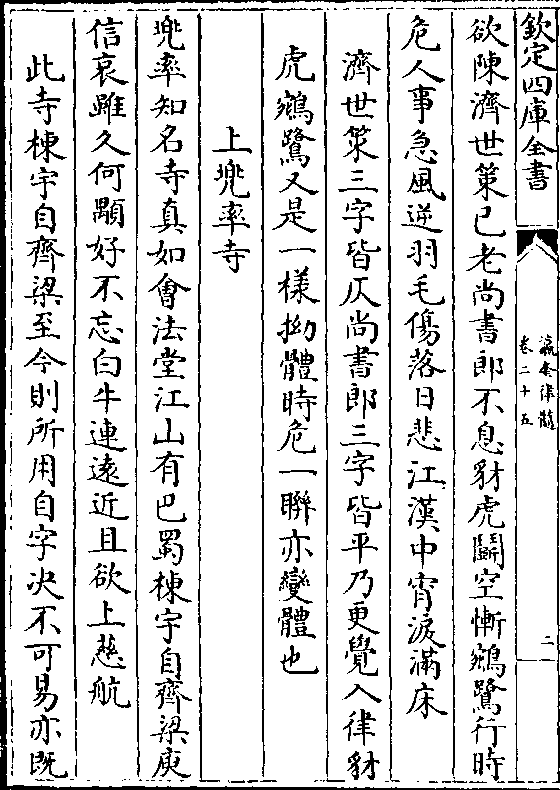 欽定四庫全書
瀛奎律髓
卷二十五
二
欲陳濟世策已老尚書郎不息豺虎鬬空慚鵷鷺行時
危人事急風逆羽毛傷落日悲江漢中宵淚滿床
濟世策三字皆仄尚書郎三字皆平乃更覺入律豺
虎鵷鷺又是一樣拗體時危一聯亦變體也
上兜率寺
兜率知名寺真如會法堂江山有巴蜀棟宇自齊梁庾
信哀雖久何顒好不忘白牛連遠近且欲上慈航
此寺棟宇自齊梁至今則所用自字决不可易亦既